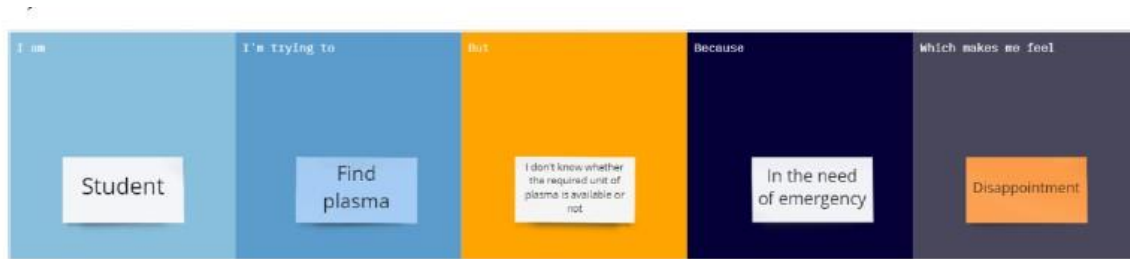 I am
Student
I'm trying to
Find
plasma
But
I don't know whether
the required unit of
plasma is available or
not
Because
In the need
of emergency
Which makes me feel
Disappointment